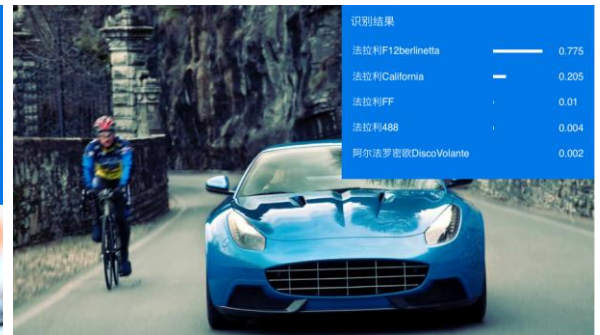 识别结果
法拉利F12berlinetta 0.775
法拉利California 0.205
法拉利FF 0.01
法拉利488 0.004
阿尔法罗密欧DiscoVolante 0.002